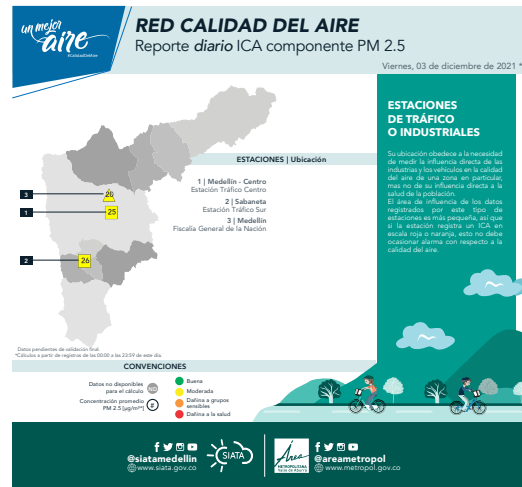 un mejor
aire
#CalidadDelAire
RED CALIDAD DEL AIRE
Reporte diario ICA componente PM 2.5
Viernes, 03 de diciembre de 2021 *
ESTACIONES | Ubicación
1 | Medellín - Centro
Estación Tráfico Centro
2 | Sabaneta
Estación Tráfico Sur
3 | Medellín
Fiscalía General de la Nación
3
20
1
25
2
26
ESTACIONES
DE TRÁFICO
O INDUSTRIALES
Su ubicación obedece a la necesidad
de medir la influencia directa de las
industrias y los vehículos en la calidad
del aire de una zona en particular,
mas no de su influencia directa a la
salud de la población.
El área de influencia de los datos
registrados por este tipo de
estaciones es más pequeña, así que
si la estación registra un ICA en
escala roja o naranja, esto no debe
ocasionar alarma con respecto a la
calidad del aire.
Datos pendientes de validación final.
*Cálculos a partir de registros de las 00:00 a las 23:59 de este día.
CONVENCIONES
Datos no disponibles
para el cálculo
ND
Concentración promedio
PM 2.5 [µg/m³*]
#
Buena
Moderada
Dañina a grupos
sensibles
Dañina a la salud
@siatamedellin
www.siata.gov.co
SIATA
Área
METROPOLITANA
Valle de Aburrá
@areametropol
www.metropol.gov.co